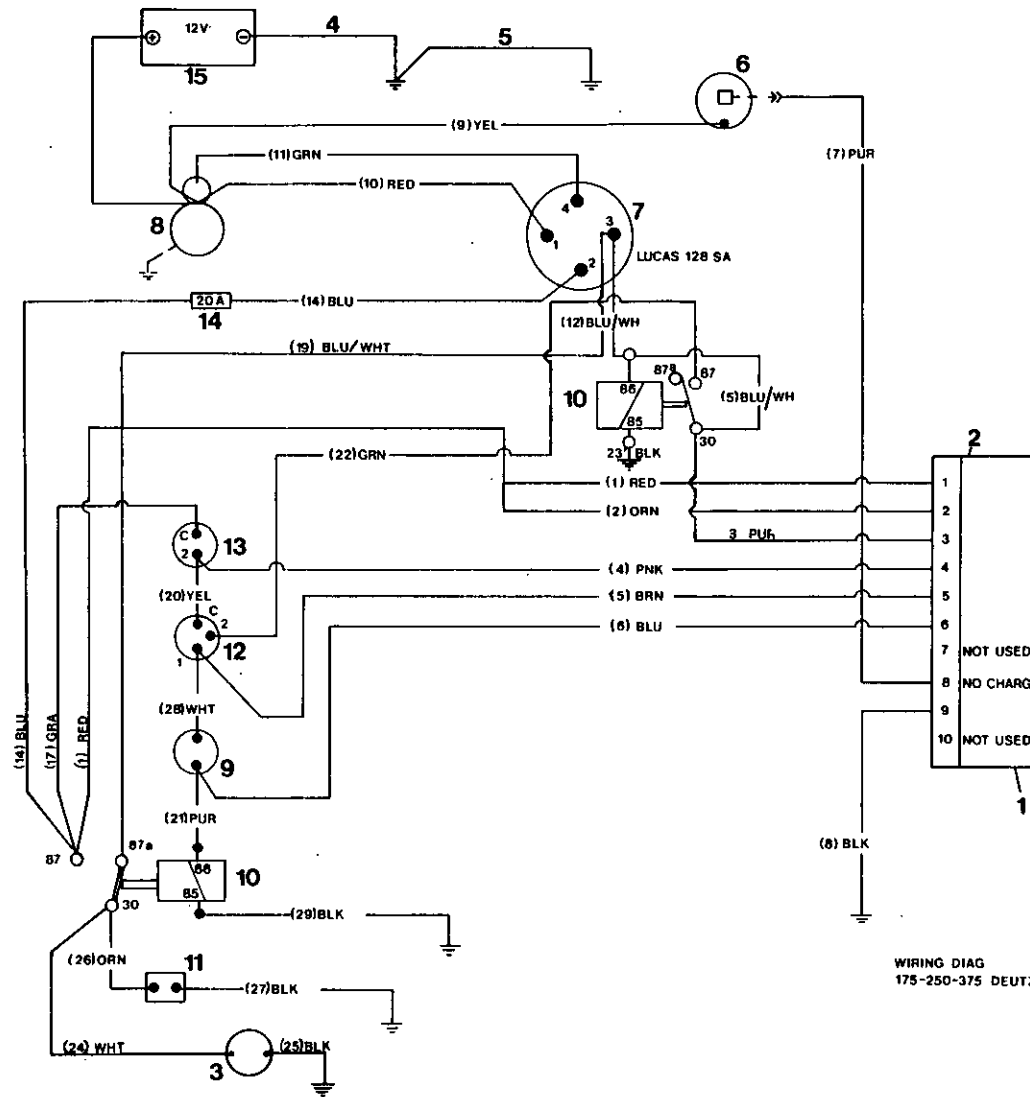 12V
4
5
6
15
(9) YEL
(7) PUR
(11) GRN
(10) RED
8
4
7
3
1
2
LUCAS 128 SA
20 A
14
(14) BLU
(12) BLU/WH
(19) BLU/WHT
10
86
85
87
30
(5) BLU/WH
23 BLK
(22) GRN
2
(1) RED
1
(2) ORN
2
3
C
2
13
(4) PNK
4
(20) YEL
(5) BRN
5
C
2
12
1
(6) BLU
6
7 NOT USED
8 NO CHARG
(28) WHT
9
10 NOT USED
9
(14) BLU
(17) GRA
(1) RED
1
(21) PUR
(8) BLK
87
87a
86
85
10
30
(29) BLK
(26) ORN
11
(27) BLK
WIRING DIAG
175-250-375
(24) WHT
3
(25) BLK